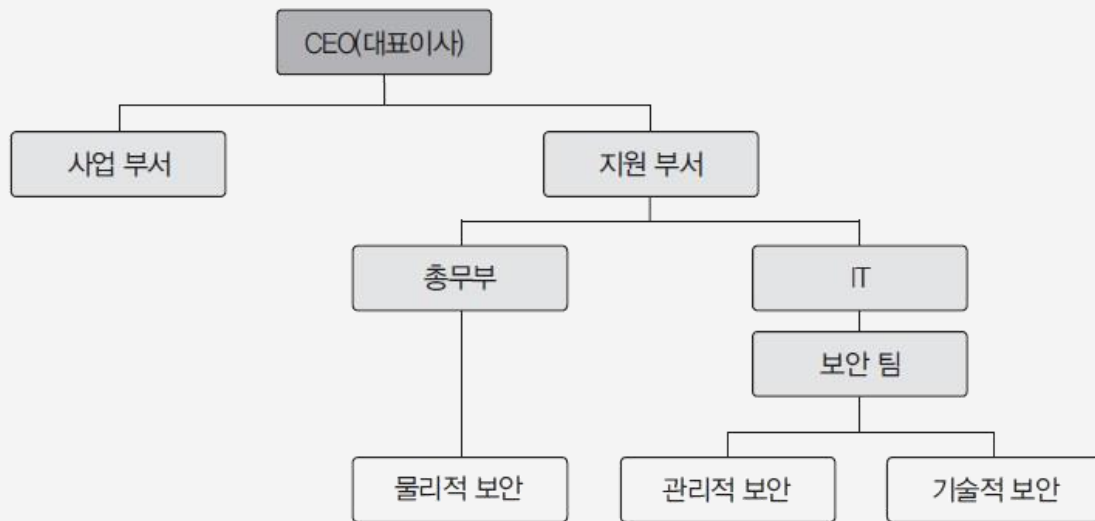 CEO(대표이사)
사업 부서
지원 부서
총무부
IT
보안 팀
물리적 보안
관리적 보안
기술적 보안